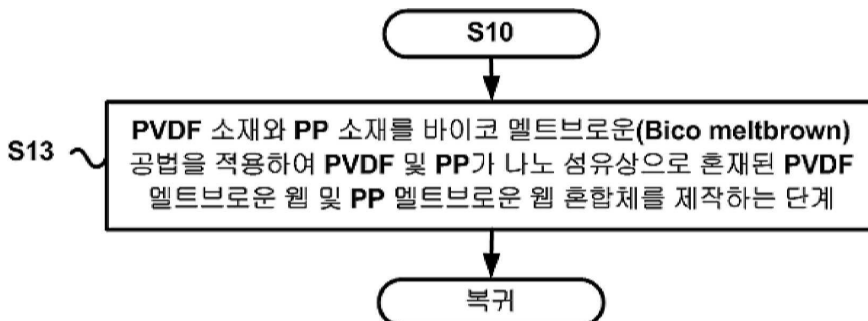 S10
S13
PVDF 소재와 PP 소재를 바이코 멜트브로운(Bico meltbrown)
공법을 적용하여 PVDF 및 PP가 나노 섬유상으로 혼재된 PVDF
멜트브로운 웹 및 PP 멜트브로운 웹 혼합체를 제작하는 단계
복귀